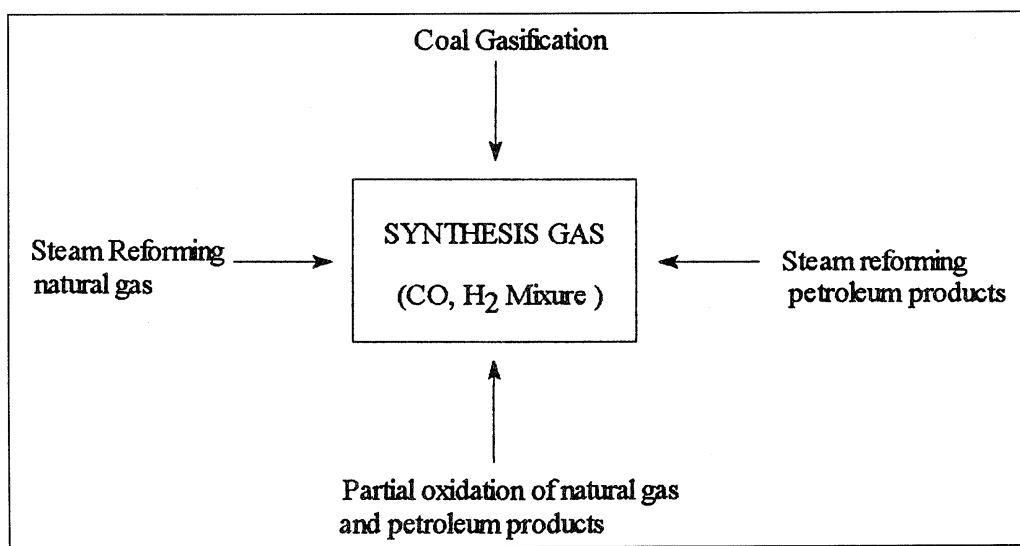 Coal Gasification
SYNTHESIS GAS
(CO, H2 Mixure )
Steam Reforming
natural gas
Steam reforming
petroleum products
Partial oxidation of natural gas
and petroleum products